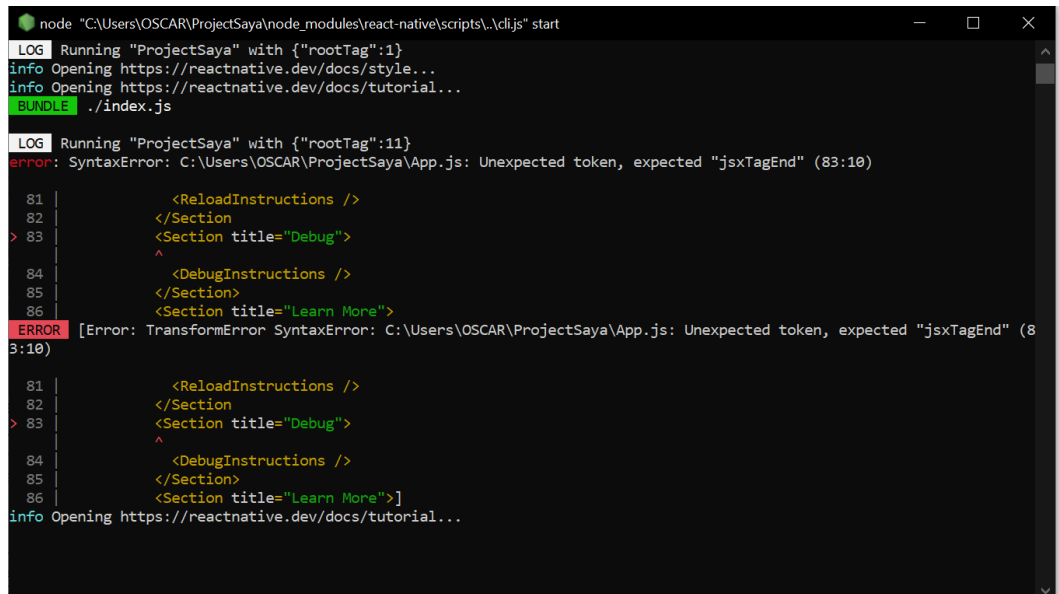 node "C:\Users\OSCAR\ProjectSaya\node_modules\react-native\scripts\..\cli.js" start
LOG Running "ProjectSaya" with {"rootTag":1}
info Opening https://reactnative.dev/docs/style...
info Opening https://reactnative.dev/docs/tutorial...
BUNDLE ./index.js
LOG Running "ProjectSaya" with {"rootTag":11}
error: SyntaxError: C:\Users\OSCAR\ProjectSaya\App.js: Unexpected token, expected "jsxTagEnd" (83:10)
81 | <ReloadInstructions />
82 | </Section
> 83 | <Section title="Debug">
| ^
84 | <DebugInstructions />
85 | </Section>
86 | <Section title="Learn More">
ERROR [Error: TransformError SyntaxError: C:\Users\OSCAR\ProjectSaya\App.js: Unexpected token, expected "jsxTagEnd" (8
3:10)
81 | <ReloadInstructions />
82 | </Section
> 83 | <Section title="Debug">
| ^
84 | <DebugInstructions />
85 | </Section>
86 | <Section title="Learn More">]
info Opening https://reactnative.dev/docs/tutorial...